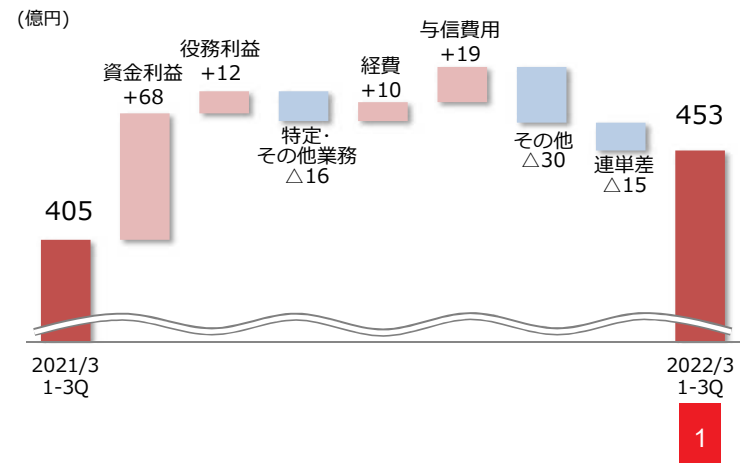 (億円)
405
資金利益
+68
役務利益
+12
特定・
その他業務
△16
経費
+10
与信費用
+19
その他
△30
連単差
△15
453
2021/3
1-3Q
2022/3
1-3Q
1